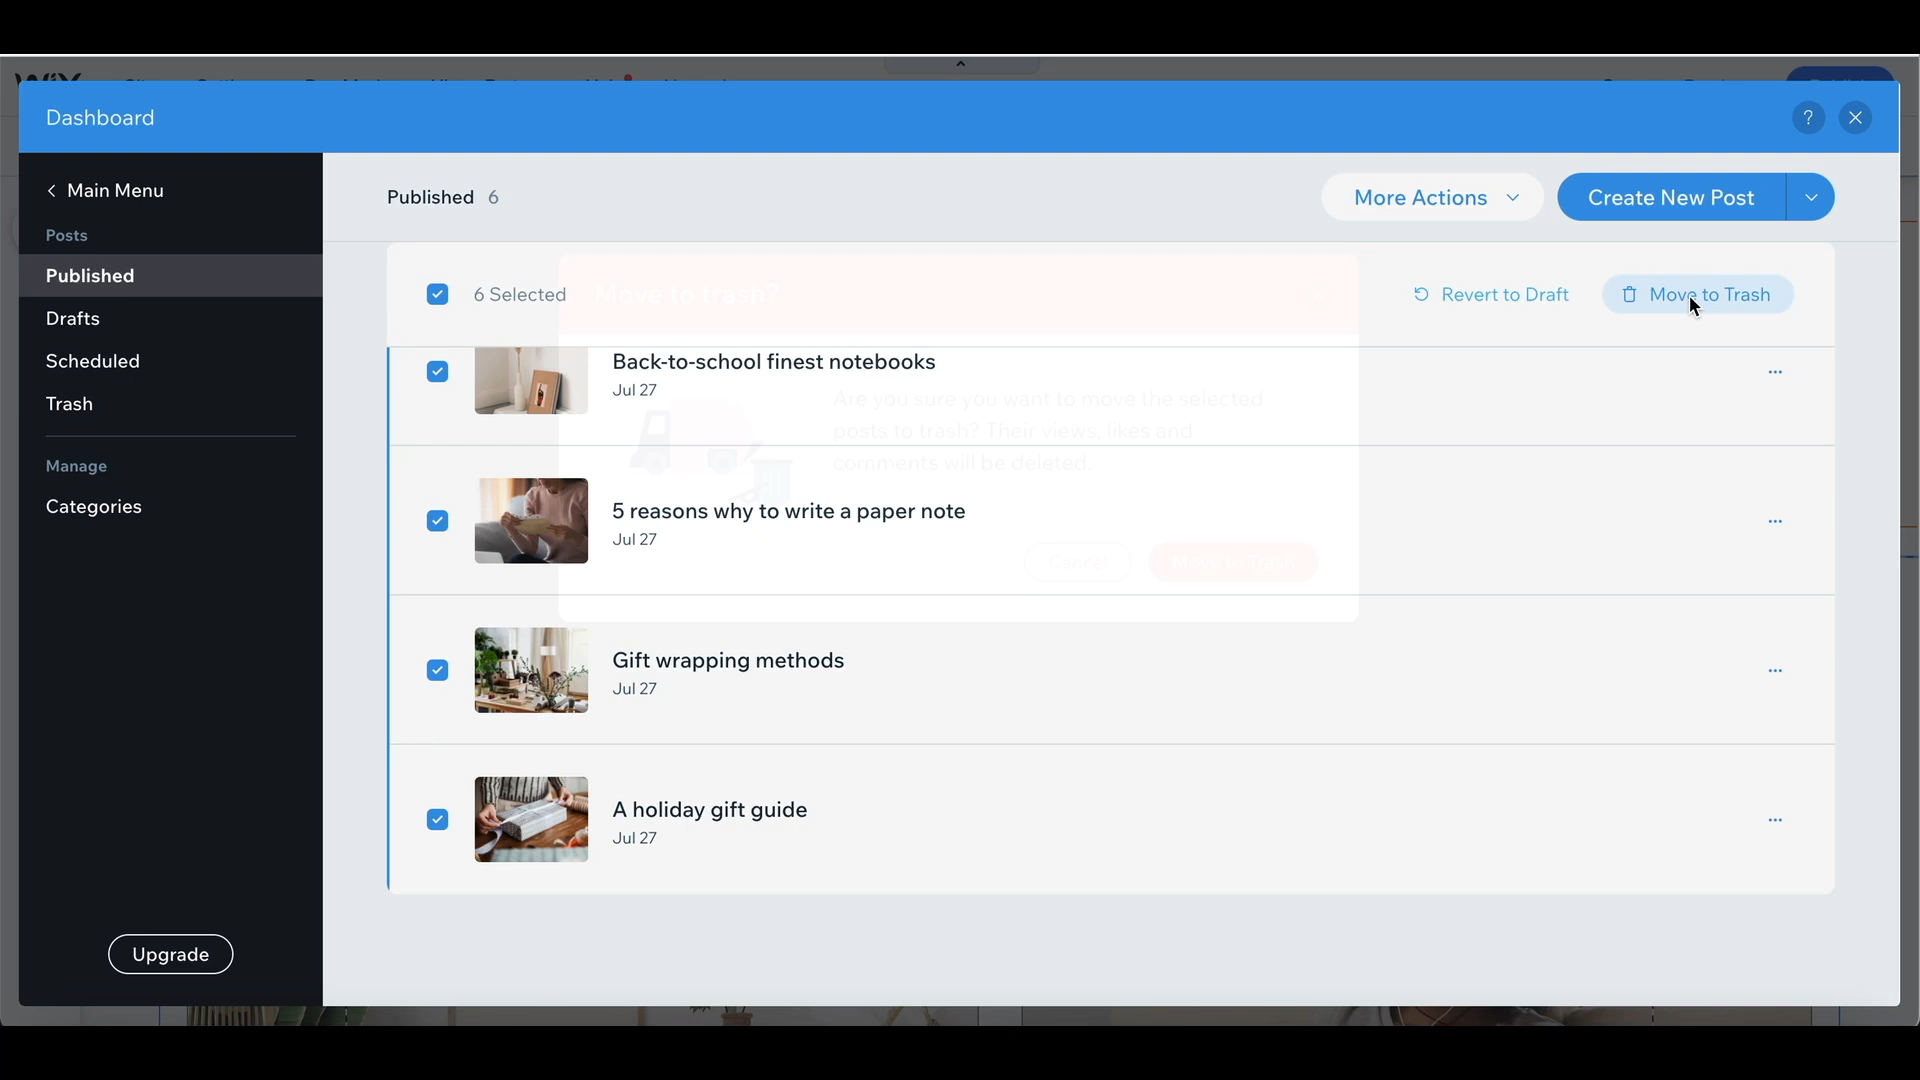 WiX
Dashboard
?
Main Menu
Published 6
More Actions
Create New Post
Posts
Published
Drafts
Scheduled
Trash
Manage
Categories
Upgrade
6 Selected
Move to trash?
Revert to Draft
Move to Trash
Back-to-school finest notebooks
Jul 27
Are you sure you want to move the selected
posts to trash? Their views, likes and
comments will be deleted.
5 reasons why to write a paper note
Jul 27
Cancel
Move to Trash
Gift wrapping methods
Jul 27
A holiday gift guide
Jul 27